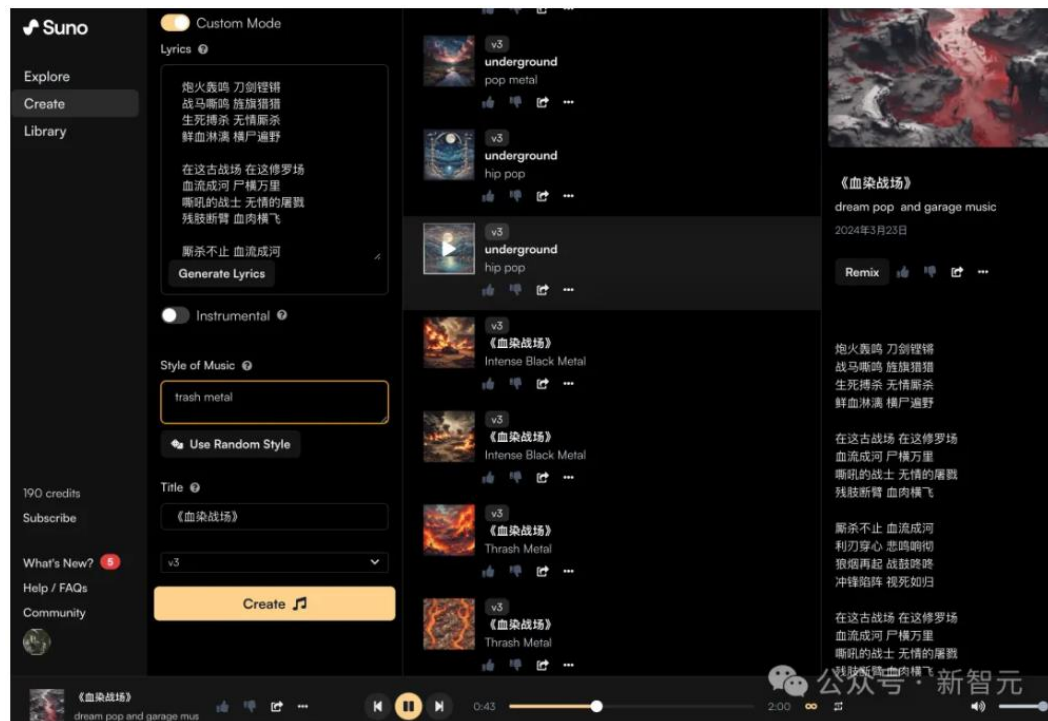 Suno
Explore
Create
Library
190 credits
Subscribe
What's New? 5
Help / FAQs
Community
Custom Mode
Lyrics
炮火轰鸣 刀剑铿锵
战马嘶鸣 旌旗猎猎
生死搏杀 无情厮杀
鲜血淋漓 横尸遍野
在这古战场 在这修罗场
血流成河 尸横万里
嘶吼的战士 无情的屠戮
残肢断臂 血肉横飞
厮杀不止 血流成河
Generate Lyrics
Instrumental
Style of Music
trash metal
Use Random Style
Title
《血染战场》
v3
Create
v3
underground
pop metal
v3
underground
hip pop
v3
underground
hip pop
v3
《血染战场》
Intense Black Metal
v3
《血染战场》
Intense Black Metal
v3
《血染战场》
Thrash Metal
v3
《血染战场》
Thrash Metal
《血染战场》
dream pop and garage music
2024年3月23日
Remix
炮火轰鸣 刀剑铿锵
战马嘶鸣 旌旗猎猎
生死搏杀 无情厮杀
鲜血淋漓 横尸遍野
在这古战场 在这修罗场
血流成河 尸横万里
嘶吼的战士 无情的屠戮
残肢断臂 血肉横飞
厮杀不止 血流成河
利刃穿心 悲鸣响彻
狼烟再起 战鼓咚咚
冲锋陷阵 视死如归
在这古战场 在这修罗场
血流成河 尸横万里
嘶吼的战士 无情的屠戮
残肢断臂 血肉横飞
公众号·新智元
《血染战场》
dream pop and garage mus
0:43
2:00